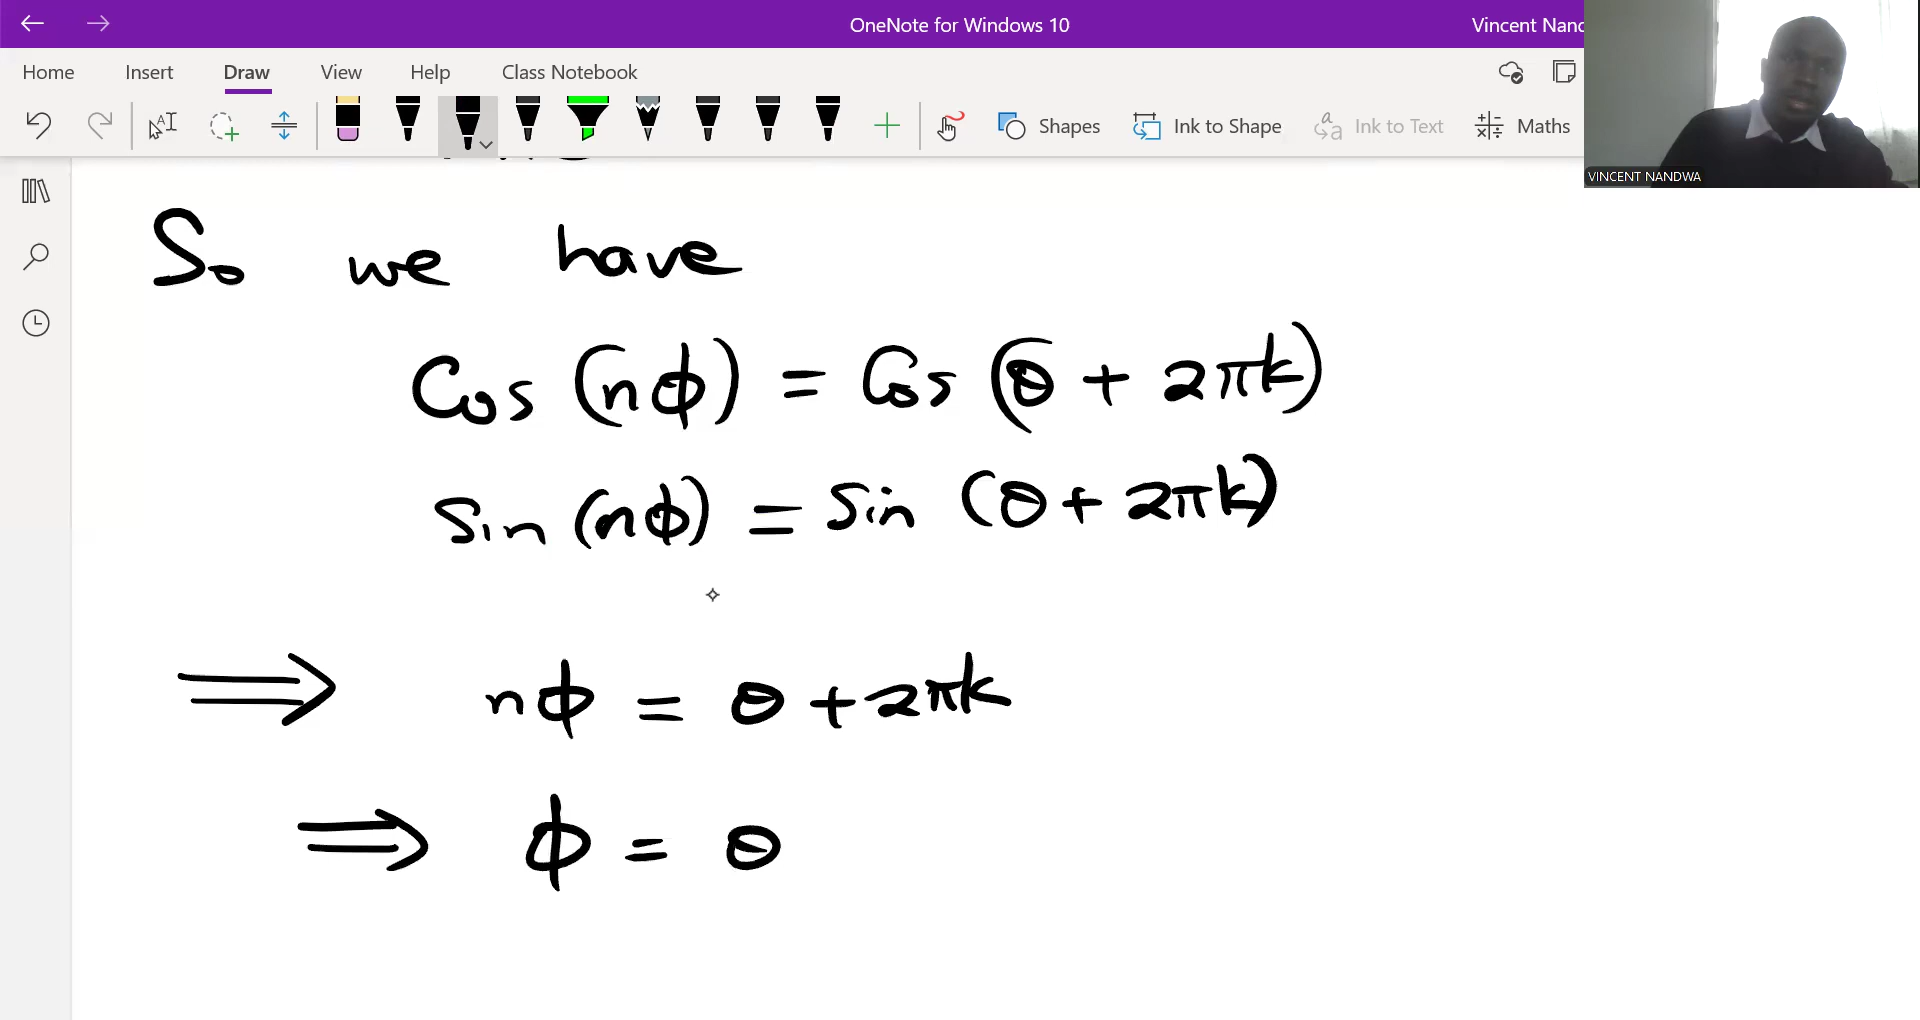 OneNote for Windows 10
Vincent Nand
Home Insert Draw View Help Class Notebook
Shapes Ink to Shape Ink to Text Maths
VINCENT NANDWA
So we have
Cos (nϕ) = Cos (θ + 2πk)
Sin (nϕ) = Sin (θ + 2πk)
⟹ nϕ = θ + 2πk
⟹ ϕ = θ